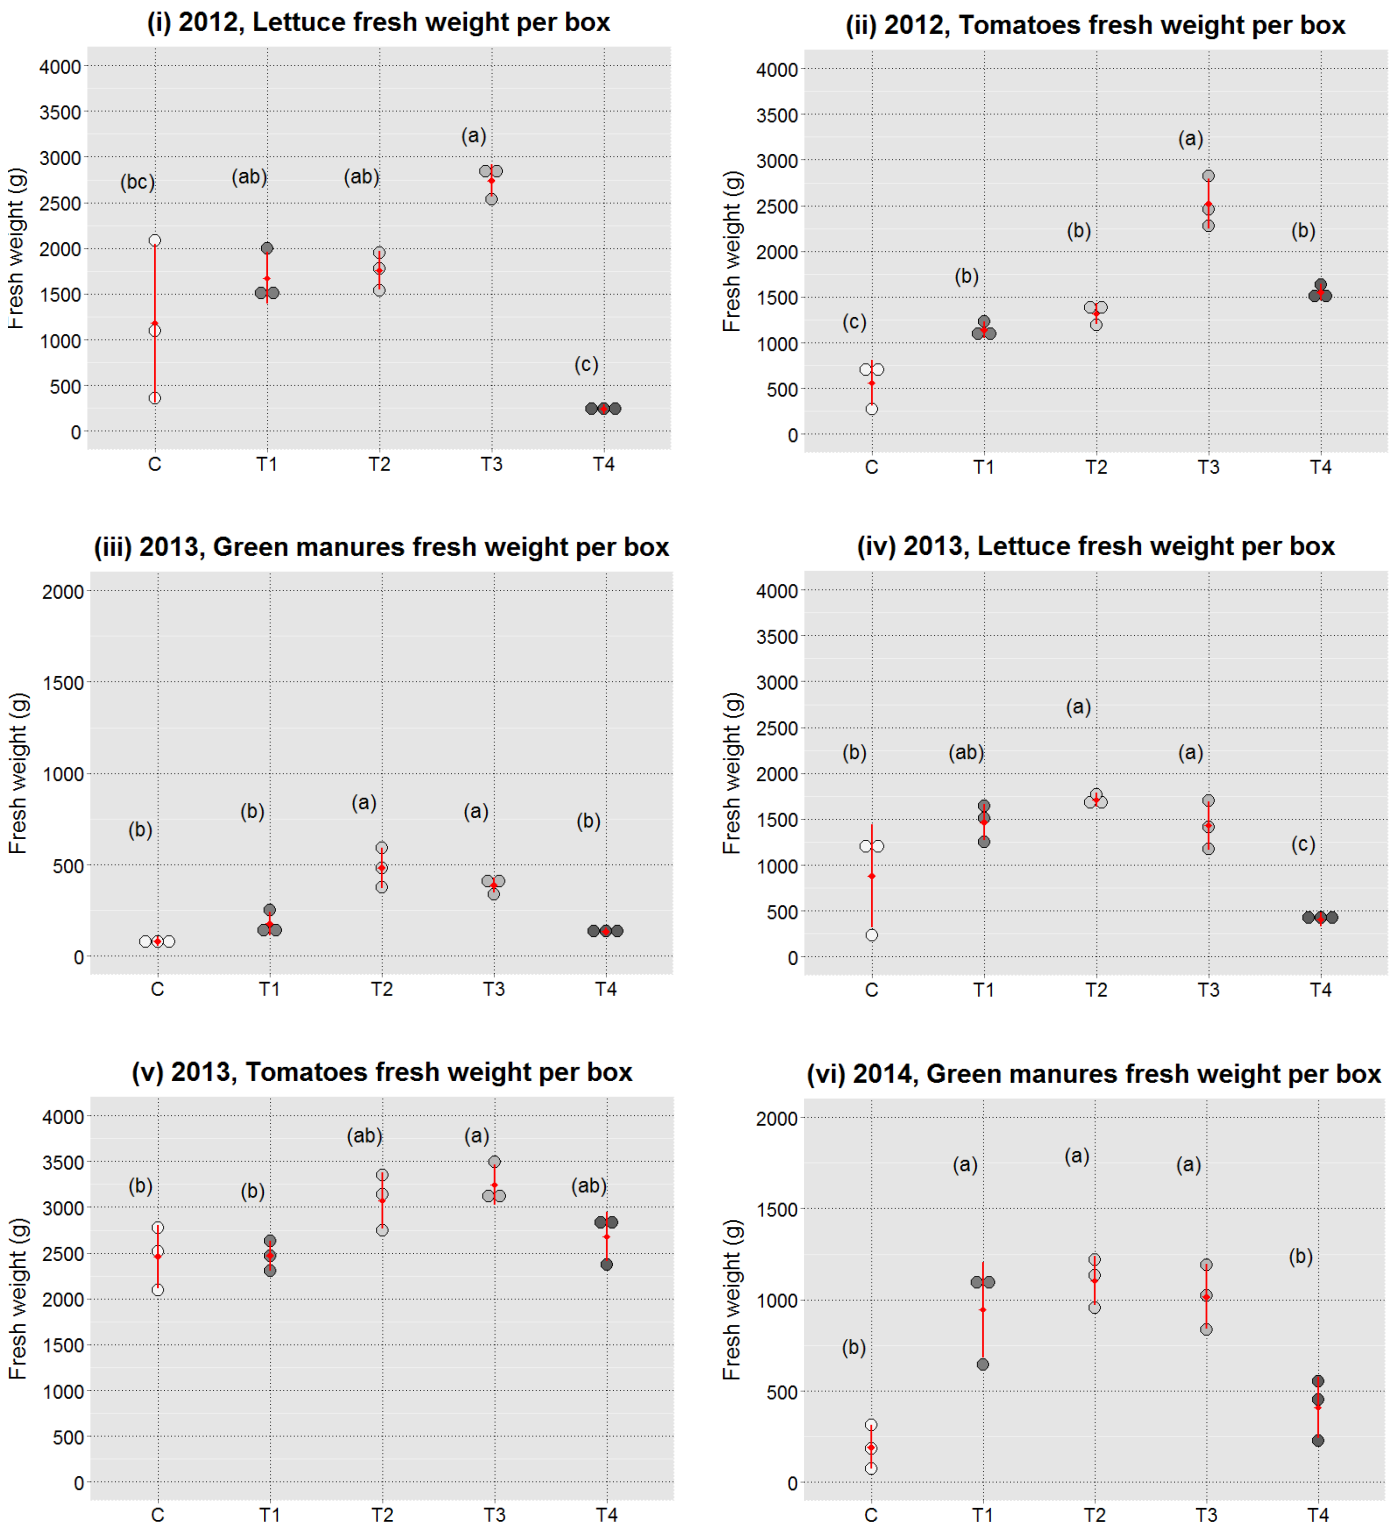 (i) 2012, Lettuce fresh weight per box
Fresh weight (g)
4000
3500
3000
2500
2000
1500
1000
500
0
(bc)
(ab)
(ab)
(a)
(c)
C T1 T2 T3 T4
(ii) 2012, Tomatoes fresh weight per box
Fresh weight (g)
4000
3500
3000
2500
2000
1500
1000
500
0
(c)
(b)
(b)
(a)
(b)
C T1 T2 T3 T4
(iii) 2013, Green manures fresh weight per box
Fresh weight (g)
2000
1500
1000
500
0
(b)
(b)
(a)
(a)
(b)
C T1 T2 T3 T4
(iv) 2013, Lettuce fresh weight per box
Fresh weight (g)
4000
3500
3000
2500
2000
1500
1000
500
0
(b)
(ab)
(a)
(a)
(c)
C T1 T2 T3 T4
(v) 2013, Tomatoes fresh weight per box
Fresh weight (g)
4000
3500
3000
2500
2000
1500
1000
500
0
(b)
(b)
(ab)
(a)
(ab)
C T1 T2 T3 T4
(vi) 2014, Green manures fresh weight per box
Fresh weight (g)
2000
1500
1000
500
0
(b)
(a)
(a)
(a)
(b)
C T1 T2 T3 T4